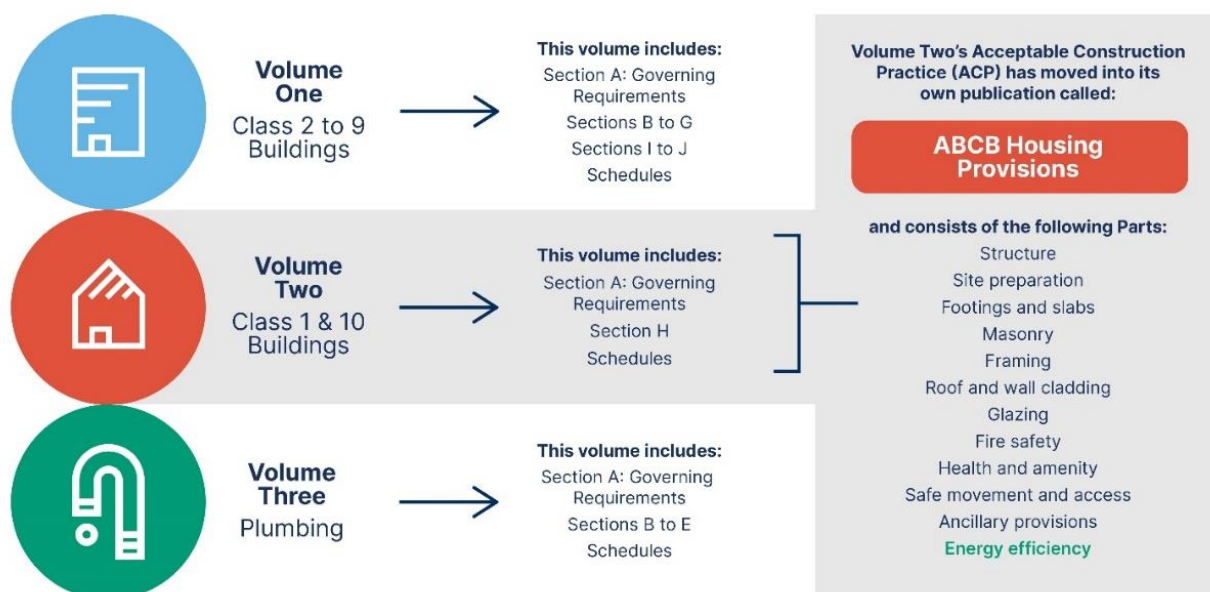 Volume
One
Class 2 to 9
Buildings
This volume includes:
Section A: Governing
Requirements
Sections B to G
Sections I to J
Schedules
Volume
Two
Class 1 & 10
Buildings
This volume includes:
Section A: Governing
Requirements
Section H
Schedules
Volume
Three
Plumbing
This volume includes:
Section A: Governing
Requirements
Sections B to E
Schedules
Volume Two's Acceptable Construction
Practice (ACP) has moved into its
own publication called:
ABCB Housing
Provisions
and consists of the following Parts:
Structure
Site preparation
Footings and slabs
Masonry
Framing
Roof and wall cladding
Glazing
Fire safety
Health and amenity
Safe movement and access
Ancillary provisions
Energy efficiency